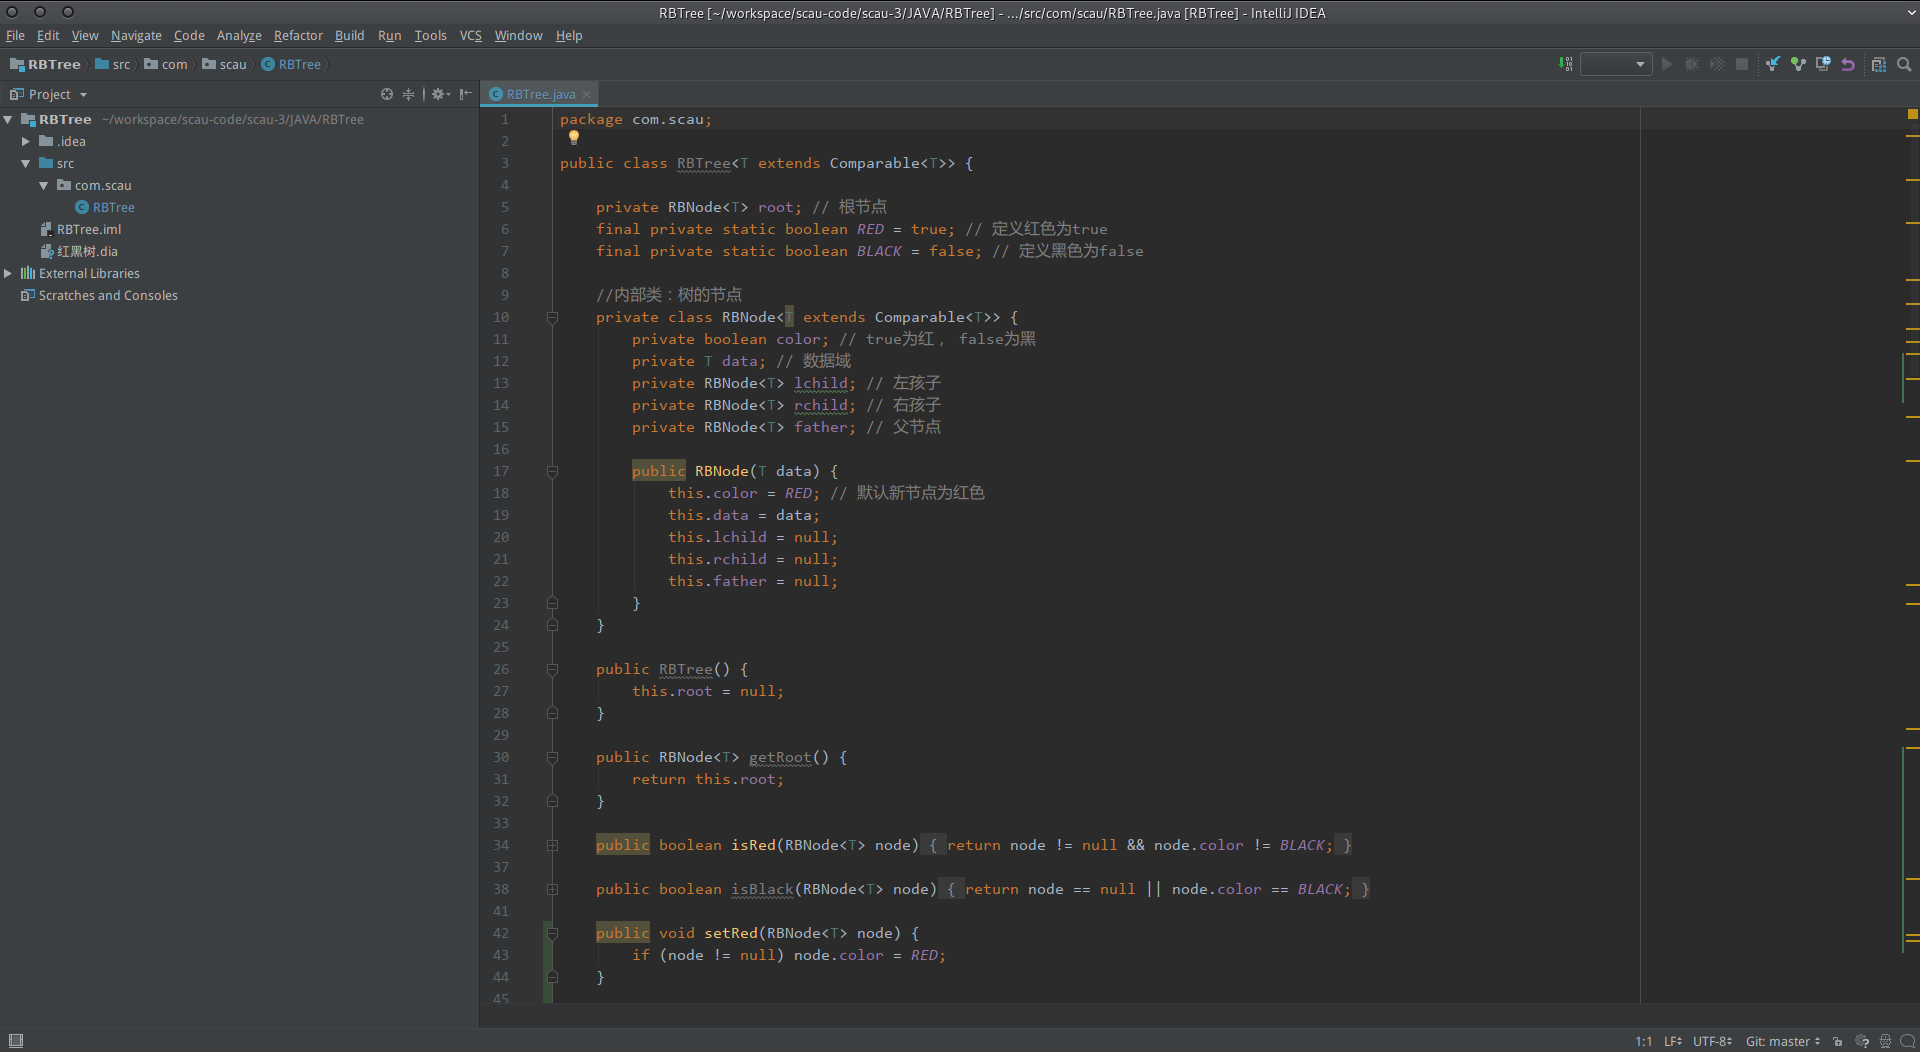 RBTree [~/workspace/scau-code/scau-3/JAVA/RBTree] - .../src/com/scau/RBTree.java [RBTree] - IntelliJ IDEA
File Edit View Navigate Code Analyze Refactor Build Run Tools VCS Window Help
RBTree src com scau RBTree
Project
RBTree ~/workspace/scau-code/scau-3/JAVA/RBTree
.idea
src
com.scau
RBTree
RBTree.iml
红黑树.dia
External Libraries
Scratches and Consoles
RBTree.java
1 package com.scau;
2
3 public class RBTree<T extends Comparable<T>> {
4
5 private RBNode<T> root; // 根节点
6 final private static boolean RED = true; // 定义红色为true
7 final private static boolean BLACK = false; // 定义黑色为false
8
9 //内部类：树的节点
10 private class RBNode<T extends Comparable<T>> {
11 private boolean color; // true为红， false为黑
12 private T data; // 数据域
13 private RBNode<T> lchild; // 左孩子
14 private RBNode<T> rchild; // 右孩子
15 private RBNode<T> father; // 父节点
16
17 public RBNode(T data) {
18 this.color = RED; // 默认新节点为红色
19 this.data = data;
20 this.lchild = null;
21 this.rchild = null;
22 this.father = null;
23 }
24 }
25
26 public RBTree() {
27 this.root = null;
28 }
29
30 public RBNode<T> getRoot() {
31 return this.root;
32 }
33
34 public boolean isRed(RBNode<T> node) { return node != null && node.color != BLACK; }
37
38 public boolean isBlack(RBNode<T> node) { return node == null || node.color == BLACK; }
41
42 public void setRed(RBNode<T> node) {
43 if (node != null) node.color = RED;
44 }
45
1:1 LF UTF-8 Git: master